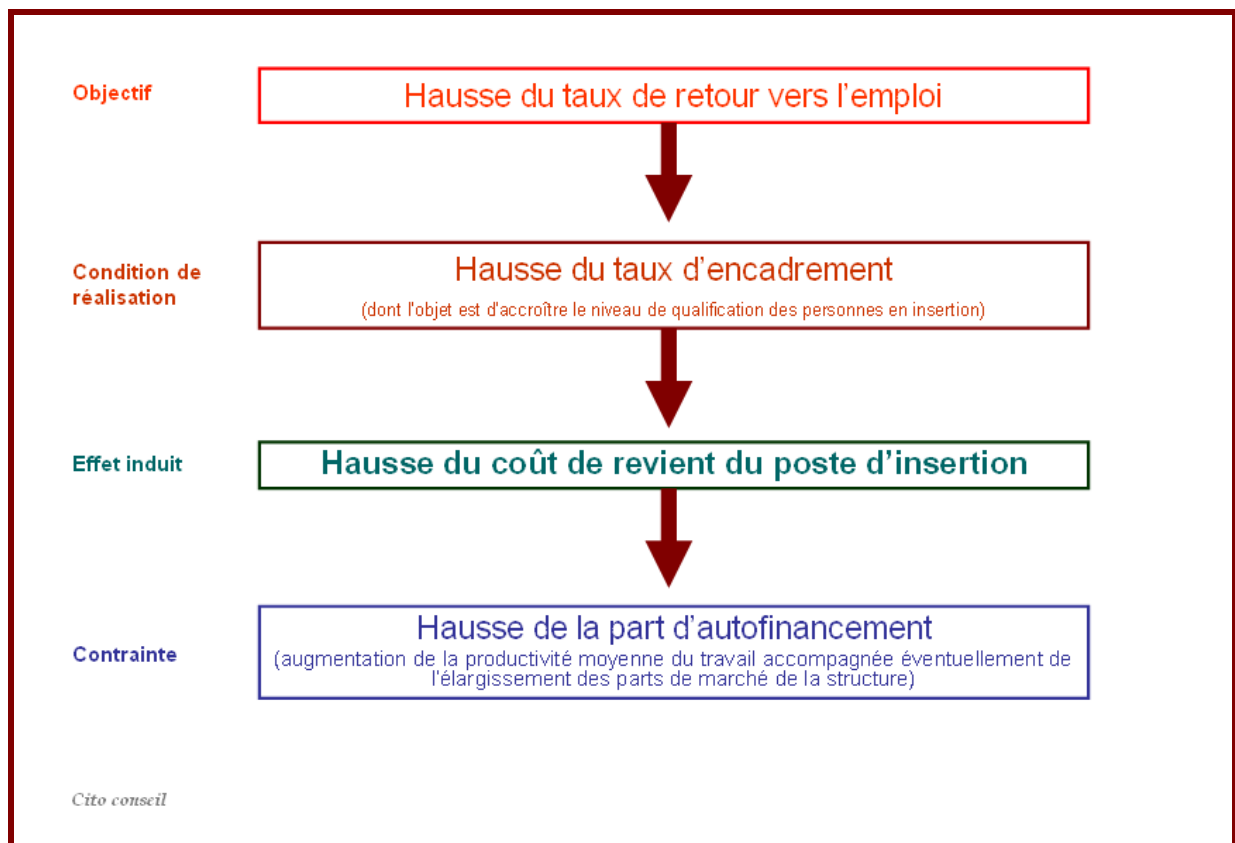 Objectif
Hausse du taux de retour vers l'emploi
Condition de
réalisation
Hausse du taux d'encadrement
(dont l'objet est d'accroître le niveau de qualification des personnes en insertion)
Effet induit
Hausse du coût de revient du poste d'insertion
Contrainte
Hausse de la part d'autofinancement
(augmentation de la productivité moyenne du travail accompagnée éventuellement de
l'élargissement des parts de marché de la structure)
Cito conseil